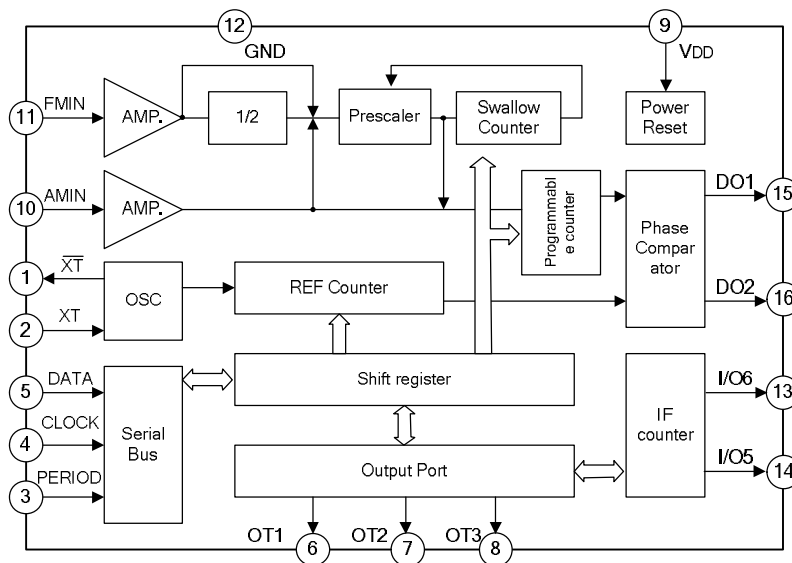 12
9
GND
VDD
11
FMIN
AMP.
1/2
Prescaler
Swallow
Counter
Power
Reset
10
AMIN
AMP.
Programmabl
e counter
Phase
Compar
ator
DO1
15
DO2
16
1
XT
2
XT
OSC
REF Counter
5
DATA
4
CLOCK
3
PERIOD
Serial
Bus
Shift register
Output Port
IF
counter
I/O6
13
I/O5
14
OT1
6
OT2
7
OT3
8